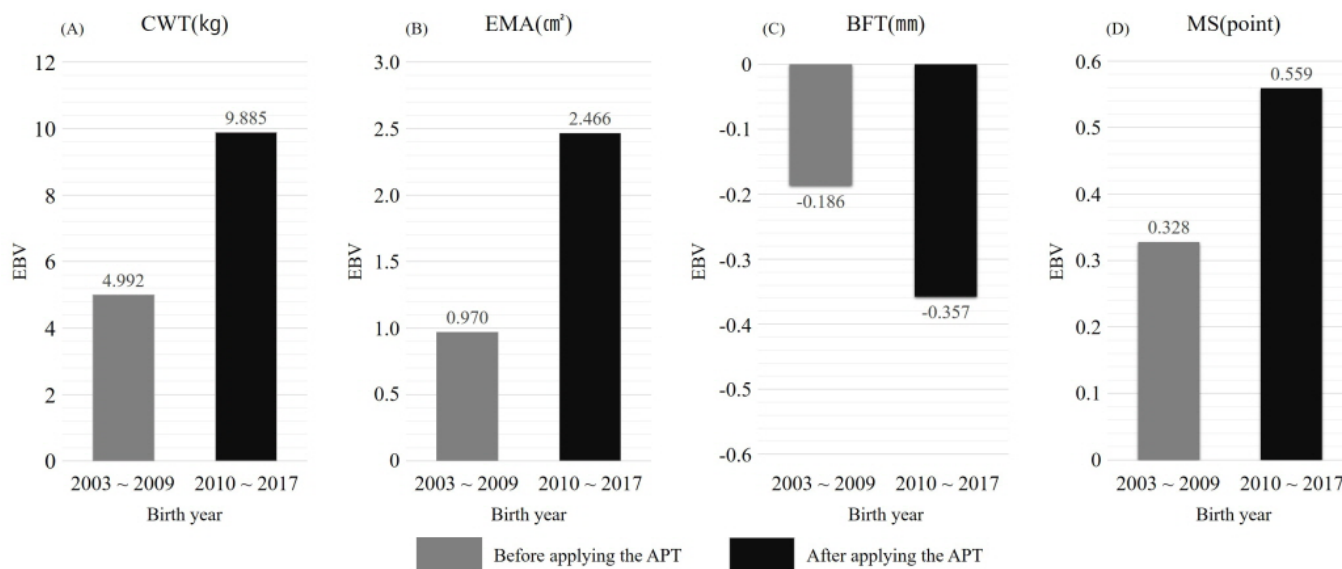 (A) CWT(㎏)
12
10
8
6
4
2
0
EBV
4.992
9.885
2003 ~ 2009 2010 ~ 2017
Birth year
(B) EMA(㎠)
3.0
2.5
2.0
1.5
1.0
0.5
0
EBV
0.970
2.466
2003 ~ 2009 2010 ~ 2017
Birth year
(C) BFT(㎜)
0
-0.1
-0.2
-0.3
-0.4
-0.5
-0.6
EBV
-0.186
-0.357
2003 ~ 2009 2010 ~ 2017
Birth year
(D) MS(point)
0.6
0.5
0.4
0.3
0.2
0.1
0
EBV
0.328
0.559
2003 ~ 2009 2010 ~ 2017
Birth year
Before applying the APT After applying the APT